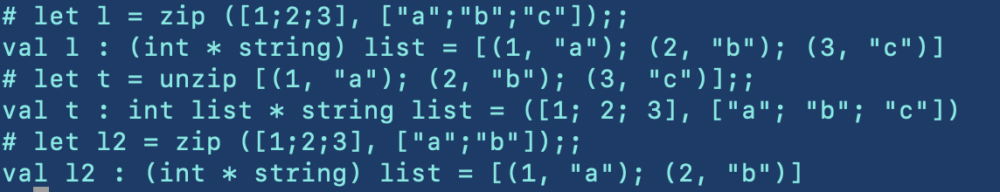 # let l = zip ([1;2;3], ["a";"b";"c"]);;
val l : (int * string) list = [(1, "a"); (2, "b"); (3, "c")]
# let t = unzip [(1, "a"); (2, "b"); (3, "c")];;
val t : int list * string list = ([1; 2; 3], ["a"; "b"; "c"])
# let l2 = zip ([1;2;3], ["a";"b"]);;
val l2 : (int * string) list = [(1, "a"); (2, "b")]